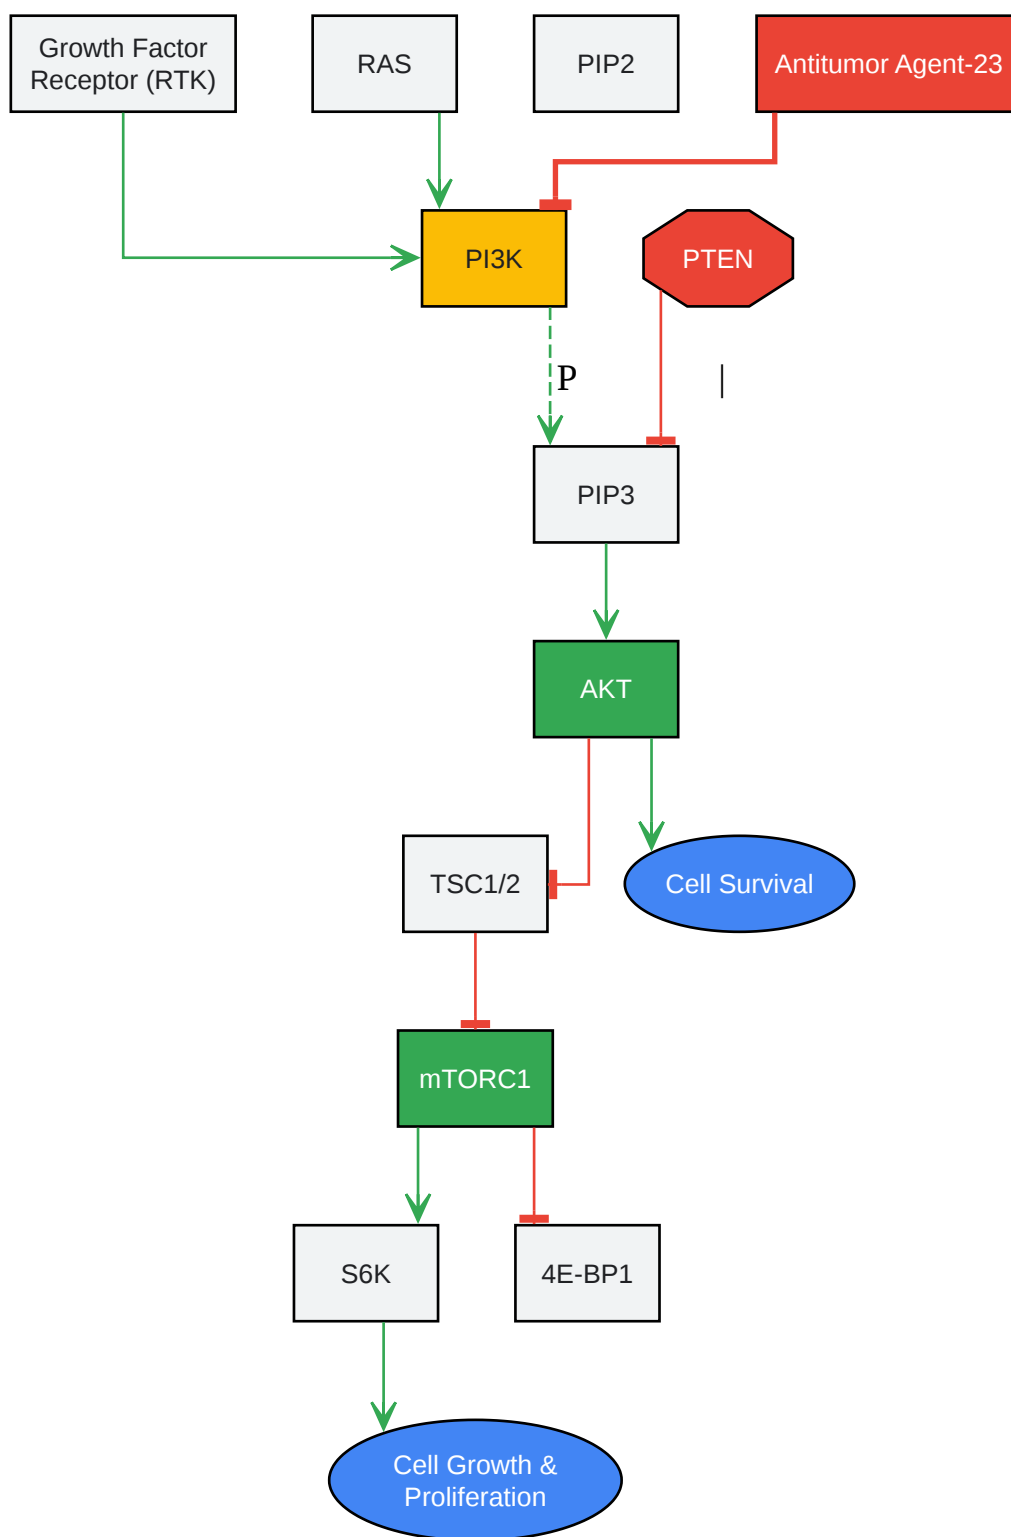 Growth Factor
Receptor (RTK)
RAS
PIP2
Antitumor Agent-23
PI3K
PTEN
P
|
PIP3
AKT
TSC1/2
Cell Survival
mTORC1
S6K
4E-BP1
Cell Growth &
Proliferation